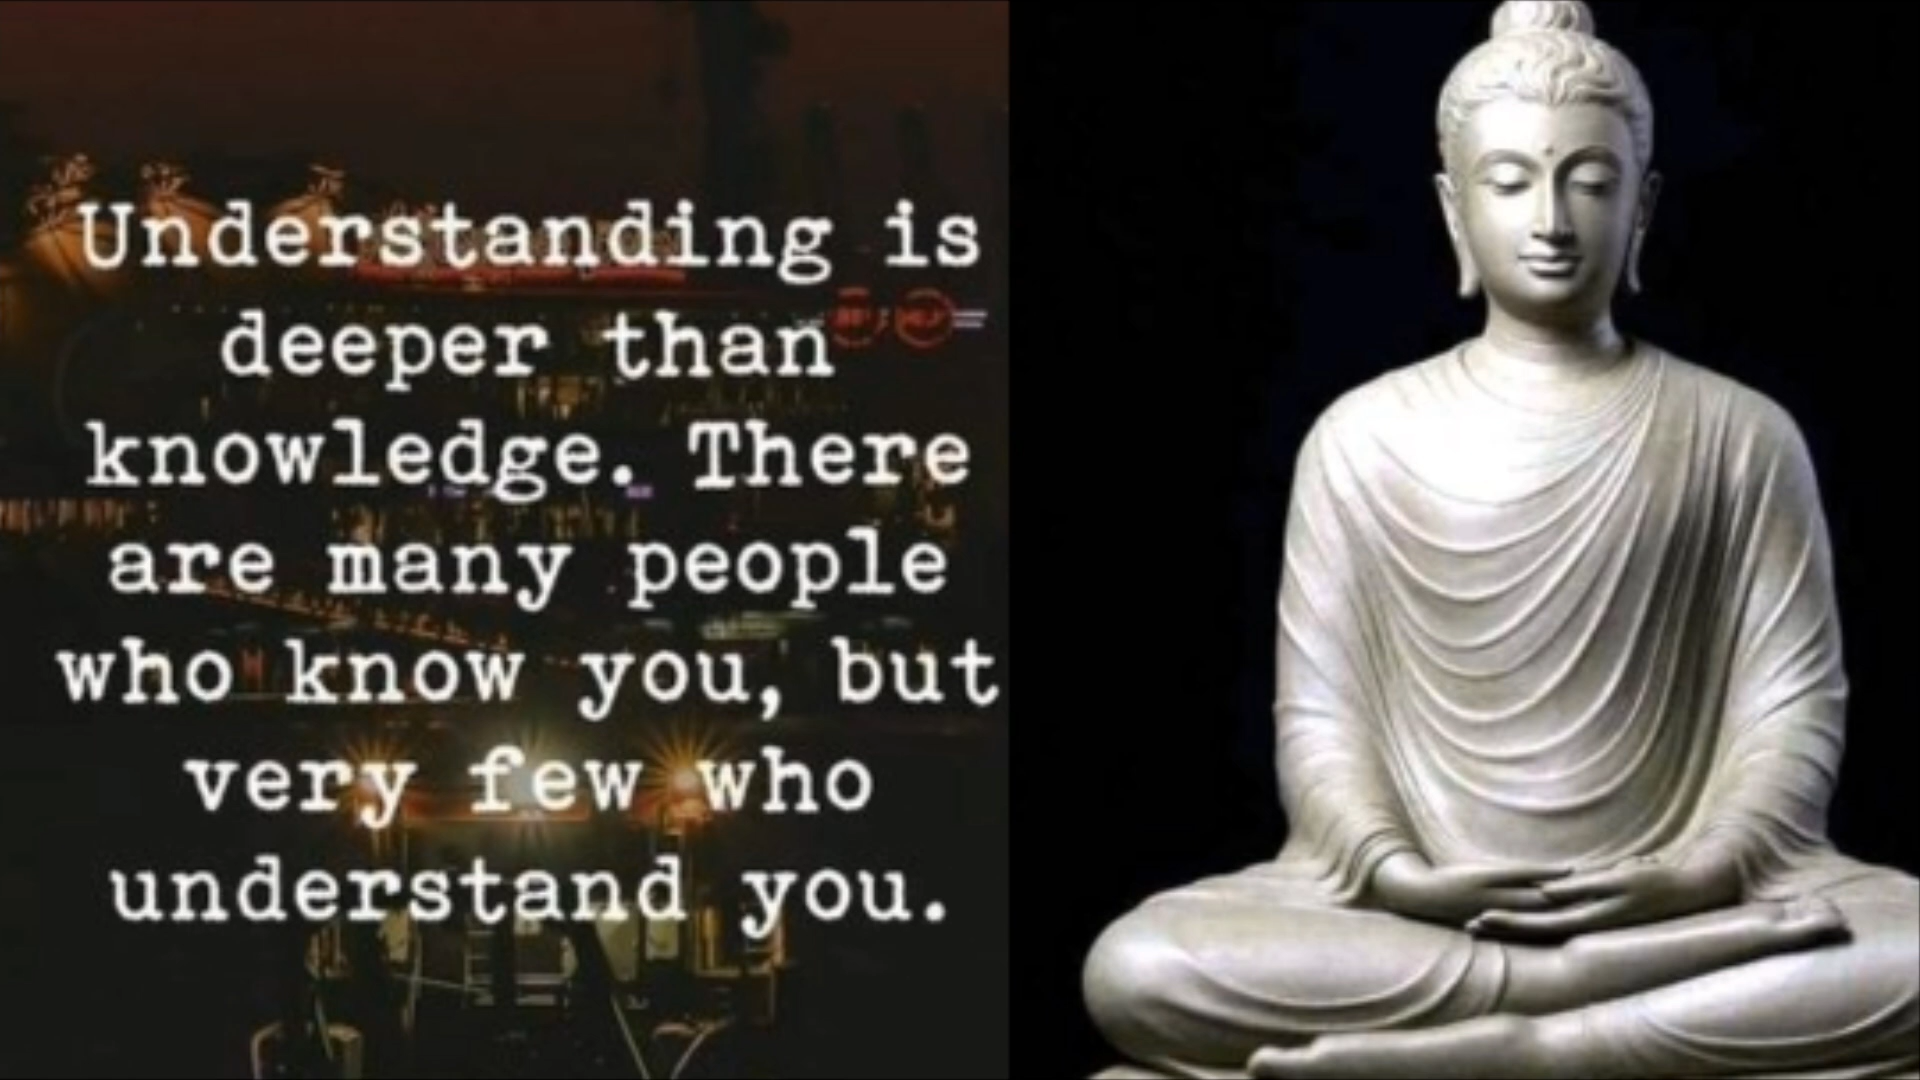 Understanding is
deeper than
knowledge. There
are many people
who know you, but
very few who
understand you.